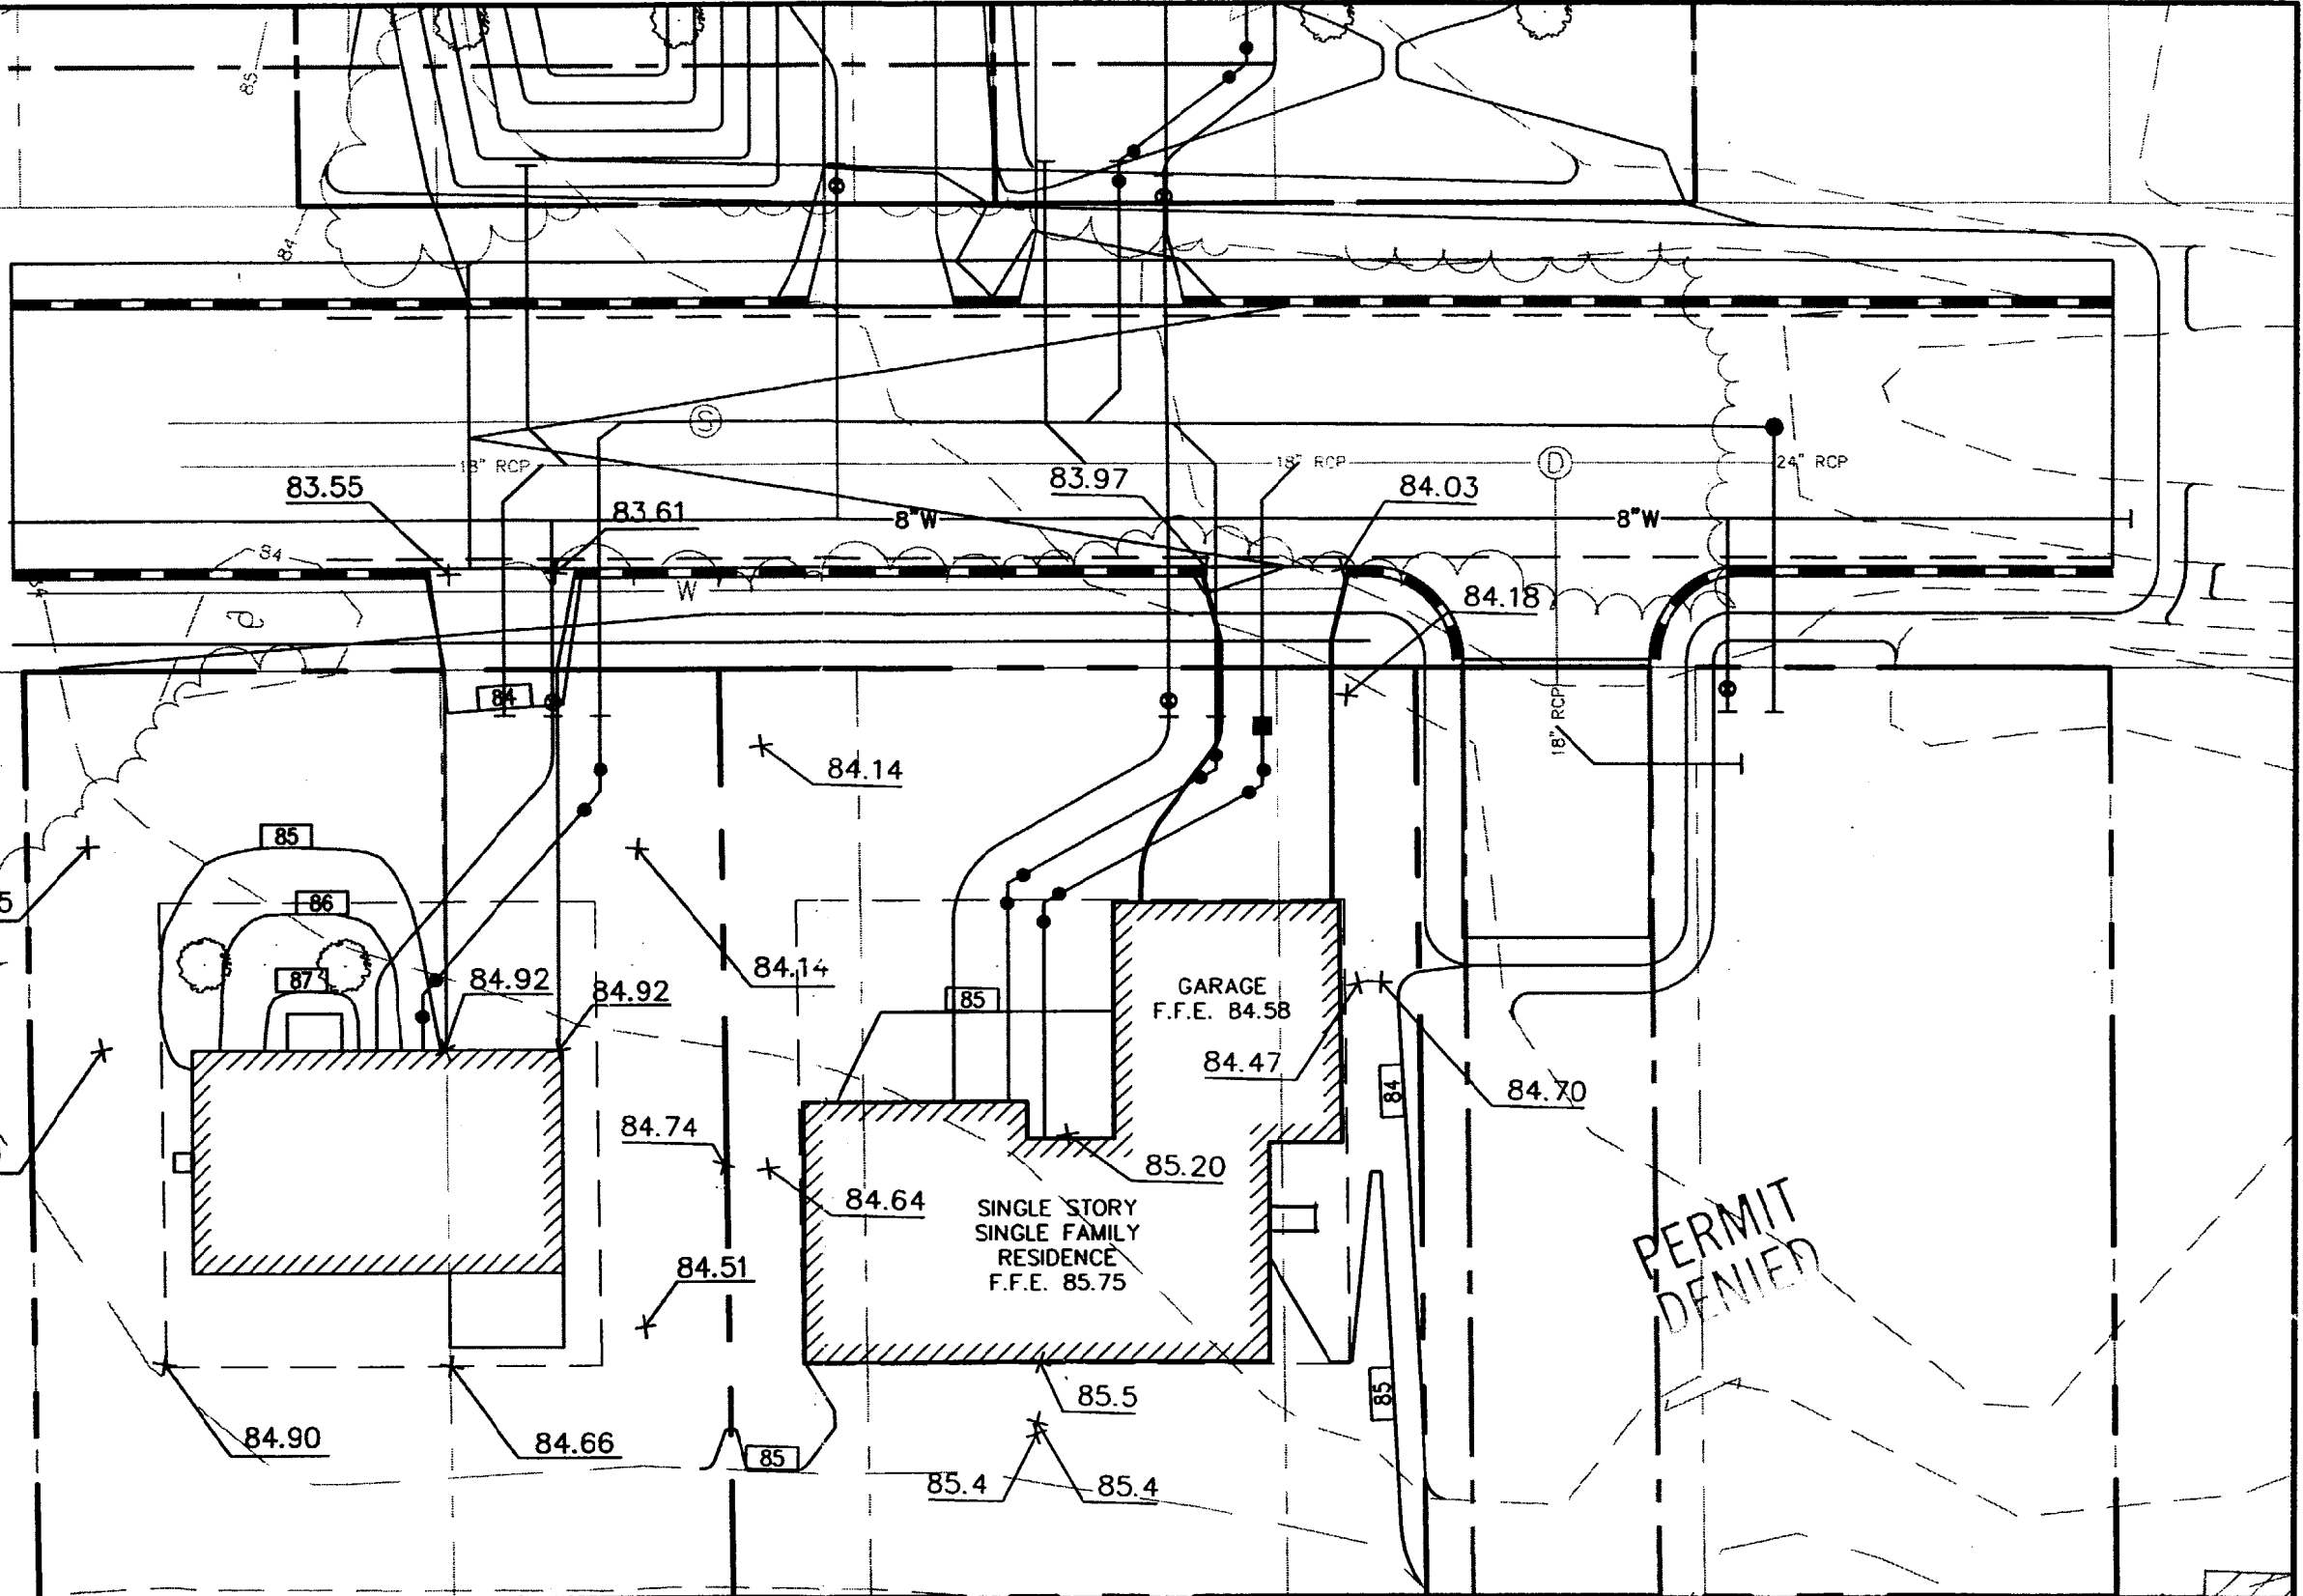 85
84
18" RCP
18" RCP
D
24" RCP
83.55
83.97
84.03
83.61
8"W
8"W
84
W
84.18
84
18" RCP
84.14
85
5
86
84.14
87
84.92
84.92
85
GARAGE
F.F.E. 84.58
84.47
84
84.70
84.74
85.20
84.64
SINGLE STORY
SINGLE FAMILY
RESIDENCE
F.F.E. 85.75
PERMIT
DENIED
84.51
85.5
85
84.90
84.66
85
85.4
85.4